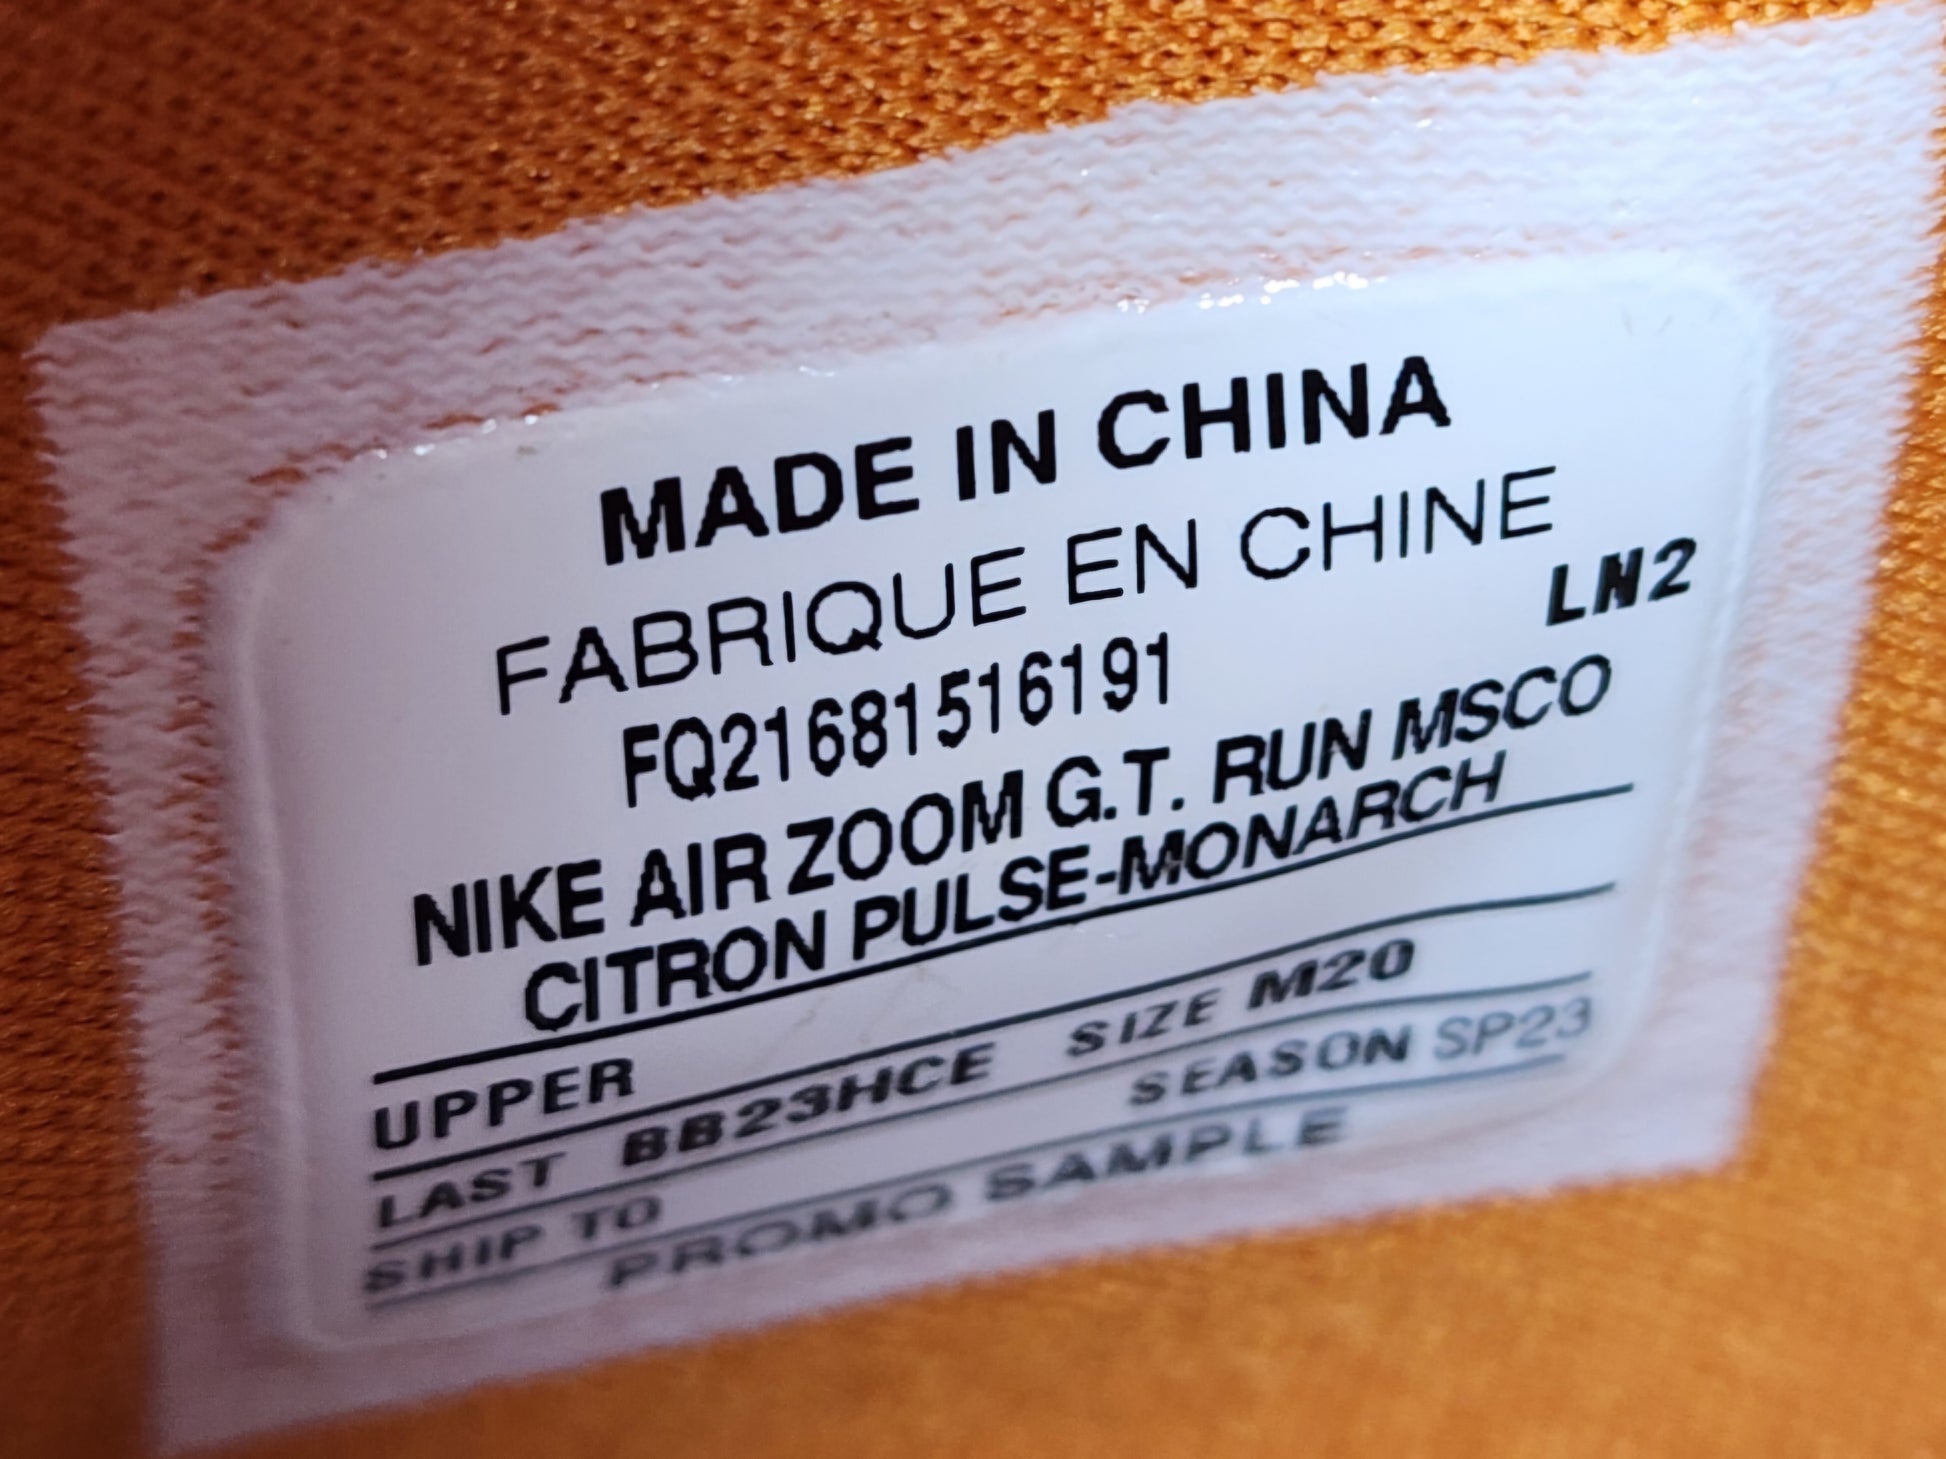 MADE IN CHINA
FABRIQUE EN CHINE
LN2
FQ21681516191
NIKE AIR ZOOM G.T. RUN MSCO
CITRON PULSE-MONARCH
UPPER
LAST BB23HCE SIZE M20
SHIP TO SEASON SP23
PROMO SAMPLE